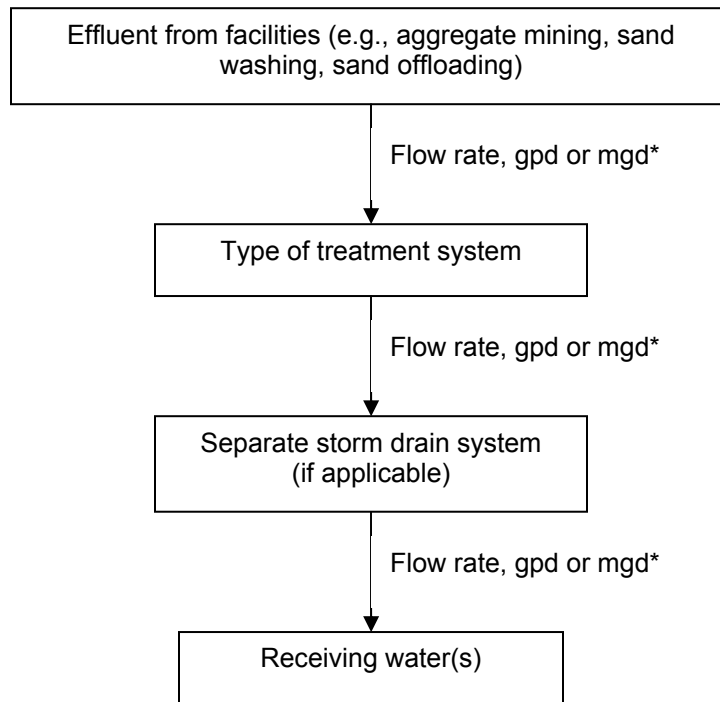 Effluent from facilities (e.g., aggregate mining, sand
washing, sand offloading)
Flow rate, gpd or mgd*
Type of treatment system
Flow rate, gpd or mgd*
Separate storm drain system
(if applicable)
Flow rate, gpd or mgd*
Receiving water(s)